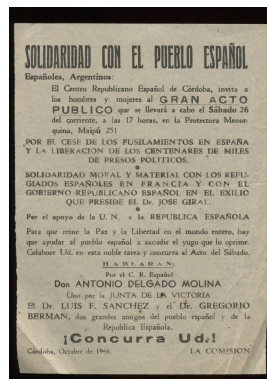 SOLIDARIDAD CON EL PUEBLO ESPAÑOL
Españoles, Argentinos:
El Centro Republicano Español de Córdoba, invita a
los hombres y mujeres al GRAN ACTO
PUBLICO que se llevará a cabo el Sábado 26
del corriente, a las 17 horas, en la Protectora Menor-
quina, Maipú 251
POR EL CESE DE LOS FUSILAMIENTOS EN ESPAÑA
Y LA LIBERACION DE LOS CENTENARES DE MILES
DE PRESOS POLITICOS.
SOLIDARIDAD MORAL Y MATERIAL CON LOS REFU-
GIADOS ESPAÑOLES EN FRANCIA Y CON EL
GOBIERNO REPUBLICANO ESPAÑOL EN EL EXILIO
QUE PRESIDE EL Dr. JOSE GIRAL.
Por el apoyo de la U. N. a la REPUBLICA ESPAÑOLA
Para que reine la Paz y la Libertad en el mundo entero, hay
que ayudar al pueblo español a sacudir el yugo que lo oprime.
Colabore Ud. en esta noble tarea y concurra al Acto del Sábado.
HABLARAN:
Por el C. R. Español
Don ANTONIO DELGADO MOLINA
Uno por la JUNTA DE LA VICTORIA
El Dr. LUIS F. SANCHEZ y el Dr. GREGORIO
BERMAN, dos grandes amigos del pueblo español y de la
República Española.
¡Concurra Ud.!
Córdoba, Octubre de 1946. LA COMISION